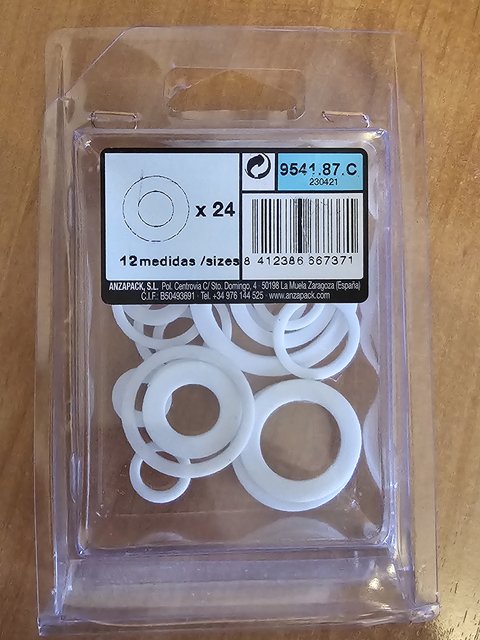 x 24
12 medidas /sizes
9541.87.C
230421
8 412386 667371
ANZAPACK, S.L. Pol. Centrovia C/ Sto. Domingo, 4 · 50198 La Muela Zaragoza (España)
C.I.F.: B50493691 · Tel. +34 976 144 525 · www.anzapack.com